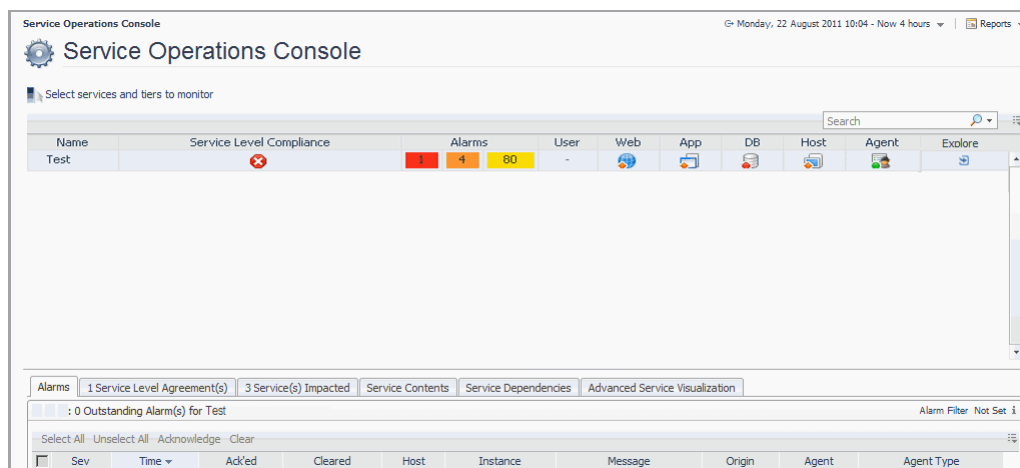 Service Operations Console
Monday, 22 August 2011 10:04 - Now 4 hours
Reports
Service Operations Console
Select services and tiers to monitor
Search
Name Service Level Compliance Alarms User Web App DB Host Agent Explore
Test 1 4 80 -
Alarms 1 Service Level Agreement(s) 3 Service(s) Impacted Service Contents Service Dependencies Advanced Service Visualization
: 0 Outstanding Alarm(s) for Test Alarm Filter Not Set i
Select All Unselect All Acknowledge Clear
Sev Time Ack'ed Cleared Host Instance Message Origin Agent Agent Type